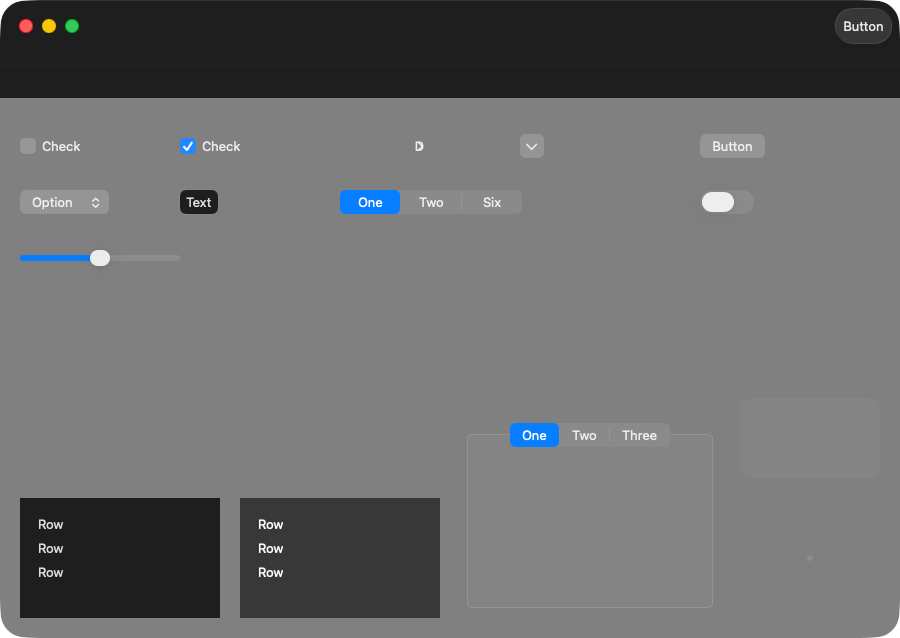 Button
Check
Check
Button
Option
Text
One
Two
Six
One
Two
Three
Row
Row
Row
Row
Row
Row